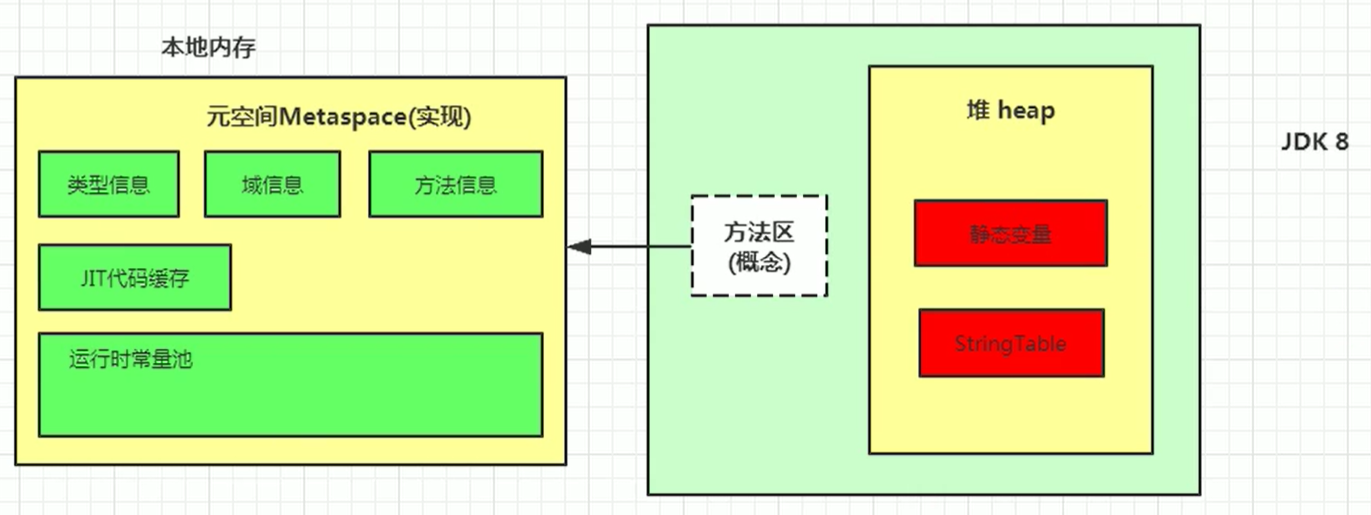 本地内存
元空间Metaspace(实现)
类型信息
域信息
方法信息
JIT代码缓存
运行时常量池
方法区
(概念)
堆 heap
静态变量
StringTable
JDK 8